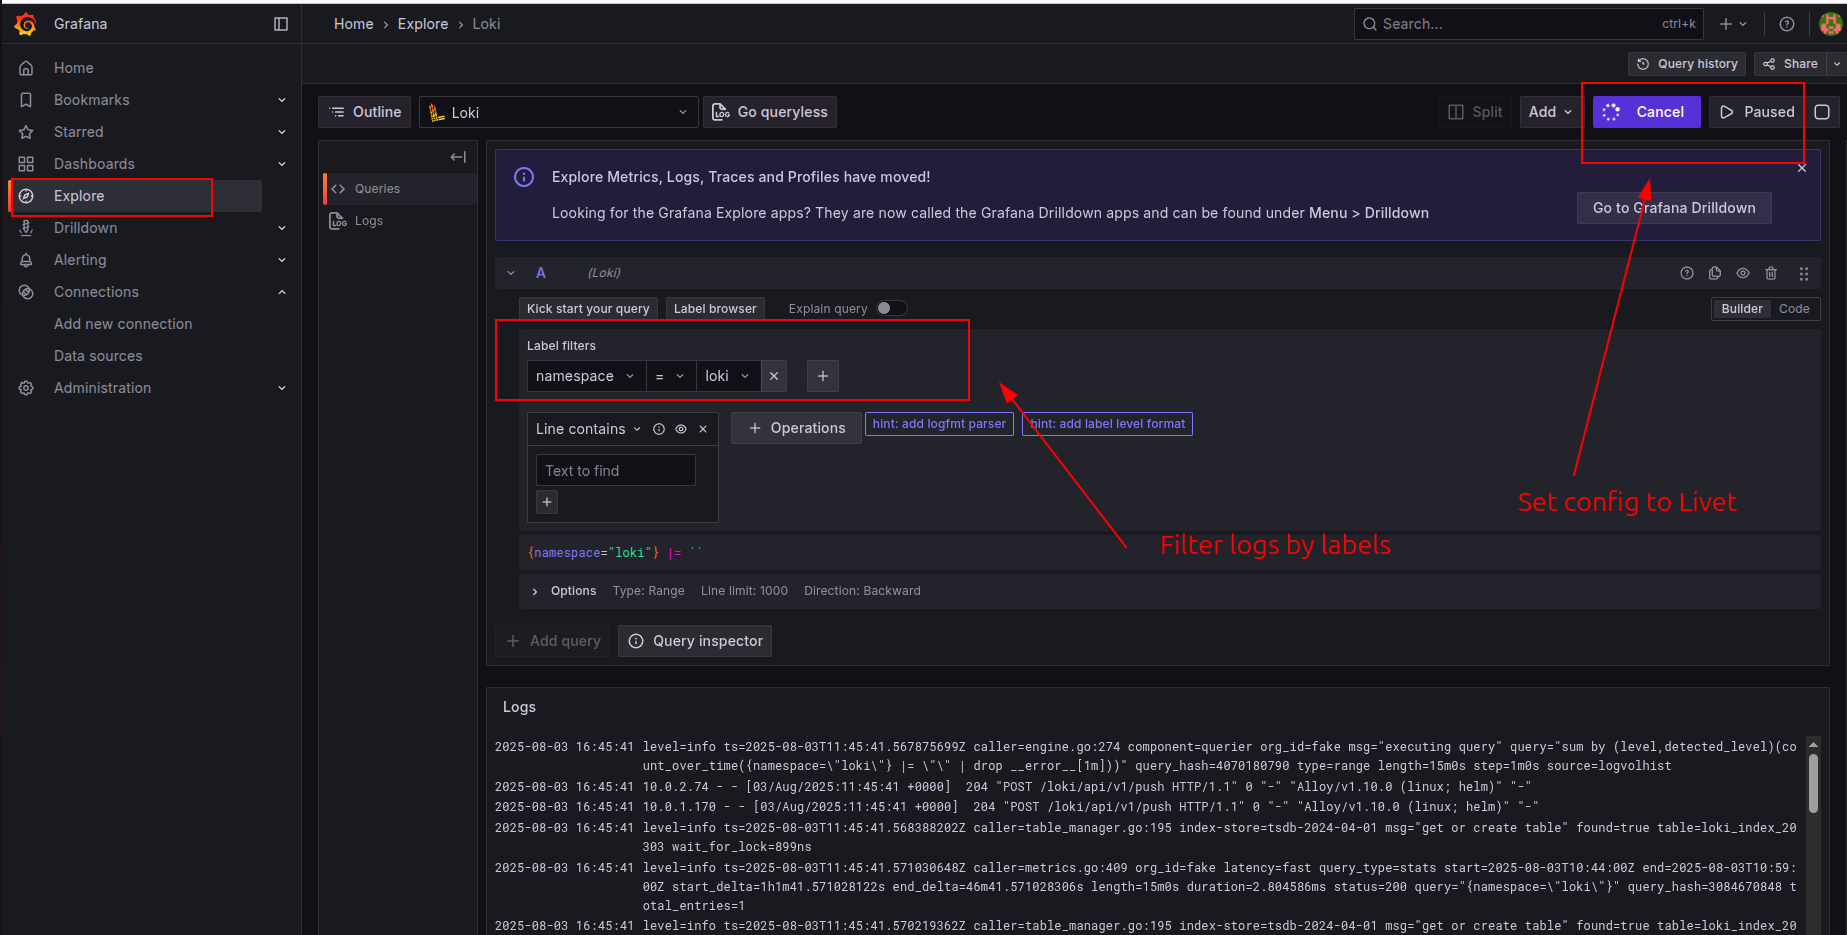 Grafana
Home › Explore › Loki
Search...
ctrl+k
Home
Bookmarks
Starred
Dashboards
Explore
Drilldown
Alerting
Connections
Add new connection
Data sources
Administration
Query history
Share
Outline
Loki
LOG
Go queryless
Split
Add
Cancel
Paused
Queries
LOG
Logs
Explore Metrics, Logs, Traces and Profiles have moved!
Looking for the Grafana Explore apps? They are now called the Grafana Drilldown apps and can be found under Menu > Drilldown
Go to Grafana Drilldown
A
(Loki)
Kick start your query
Label browser
Explain query
Builder
Code
Label filters
namespace
=
loki
Line contains
Operations
hint: add logfmt parser
hint: add label level format
Text to find
Set config to Livet
Filter logs by labels
{namespace="loki"} |= ``
Options
Type: Range
Line limit: 1000
Direction: Backward
+ Add query
Query inspector
Logs
2025-08-03 16:45:41 level=info ts=2025-08-03T11:45:41.567875699Z caller=engine.go:274 component=querier org_id=fake msg="executing query" query="sum by (level,detected_level)(co
unt_over_time({namespace=\"loki\"} |= \"\" | drop __error__[1m]))" query_hash=4070180790 type=range length=15m0s step=1m0s source=logvolhist
2025-08-03 16:45:41 10.0.2.74 - - [03/Aug/2025:11:45:41 +0000]  204 "POST /loki/api/v1/push HTTP/1.1" 0 "-" "Alloy/v1.10.0 (linux; helm)" "-"
2025-08-03 16:45:41 10.0.1.170 - - [03/Aug/2025:11:45:41 +0000]  204 "POST /loki/api/v1/push HTTP/1.1" 0 "-" "Alloy/v1.10.0 (linux; helm)" "-"
2025-08-03 16:45:41 level=info ts=2025-08-03T11:45:41.568388202Z caller=table_manager.go:195 index-store=tsdb-2024-04-01 msg="get or create table" found=true table=loki_index_20
303 wait_for_lock=899ns
2025-08-03 16:45:41 level=info ts=2025-08-03T11:45:41.571030648Z caller=metrics.go:409 org_id=fake latency=fast query_type=stats start=2025-08-03T10:44:00Z end=2025-08-03T10:59:
00Z start_delta=1h1m41.571028122s end_delta=46m41.571028306s length=15m0s duration=2.804586ms status=200 query="{namespace=\"loki\"}" query_hash=3084670848 t
otal_entries=1
2025-08-03 16:45:41 level=info ts=2025-08-03T11:45:41.570219362Z caller=table_manager.go:195 index-store=tsdb-2024-04-01 msg="get or create table" found=true table=loki_index_20